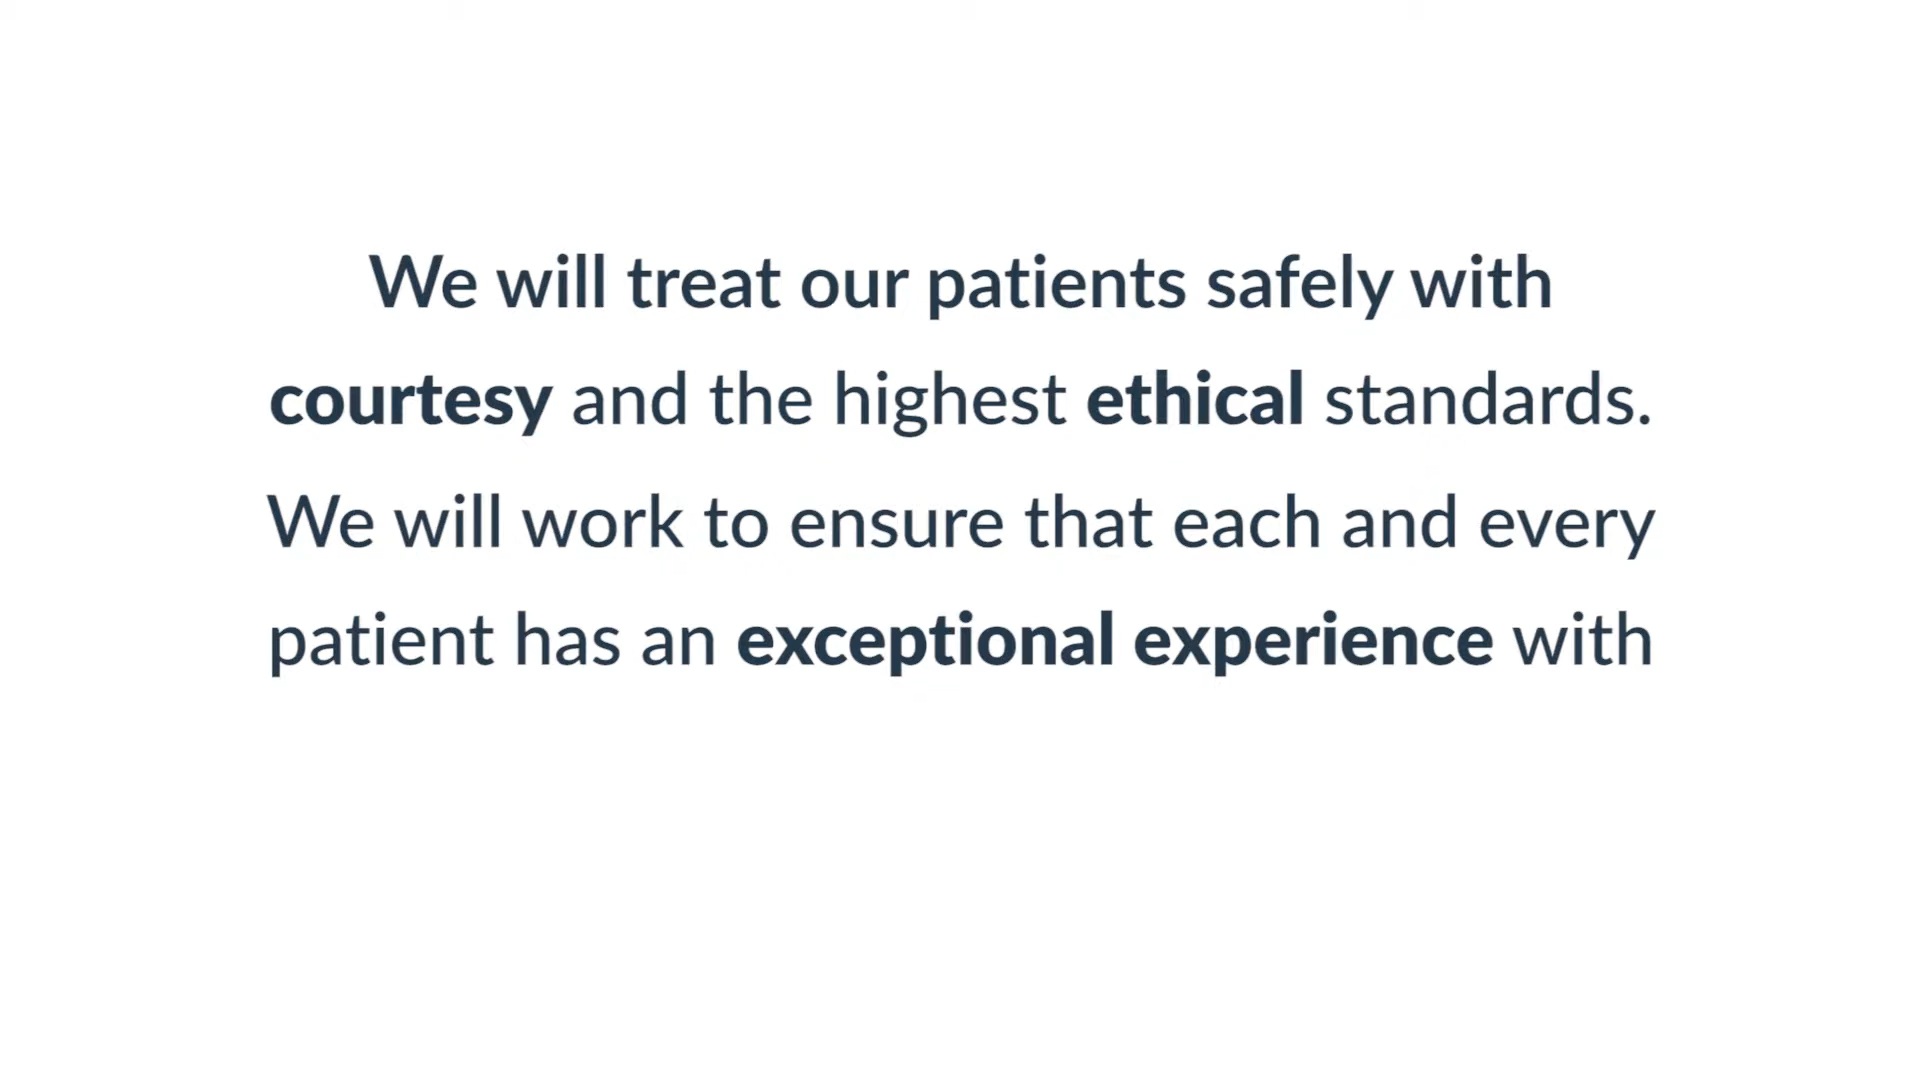 We will treat our patients safely with
courtesy and the highest ethical standards.
We will work to ensure that each and every
patient has an exceptional experience with